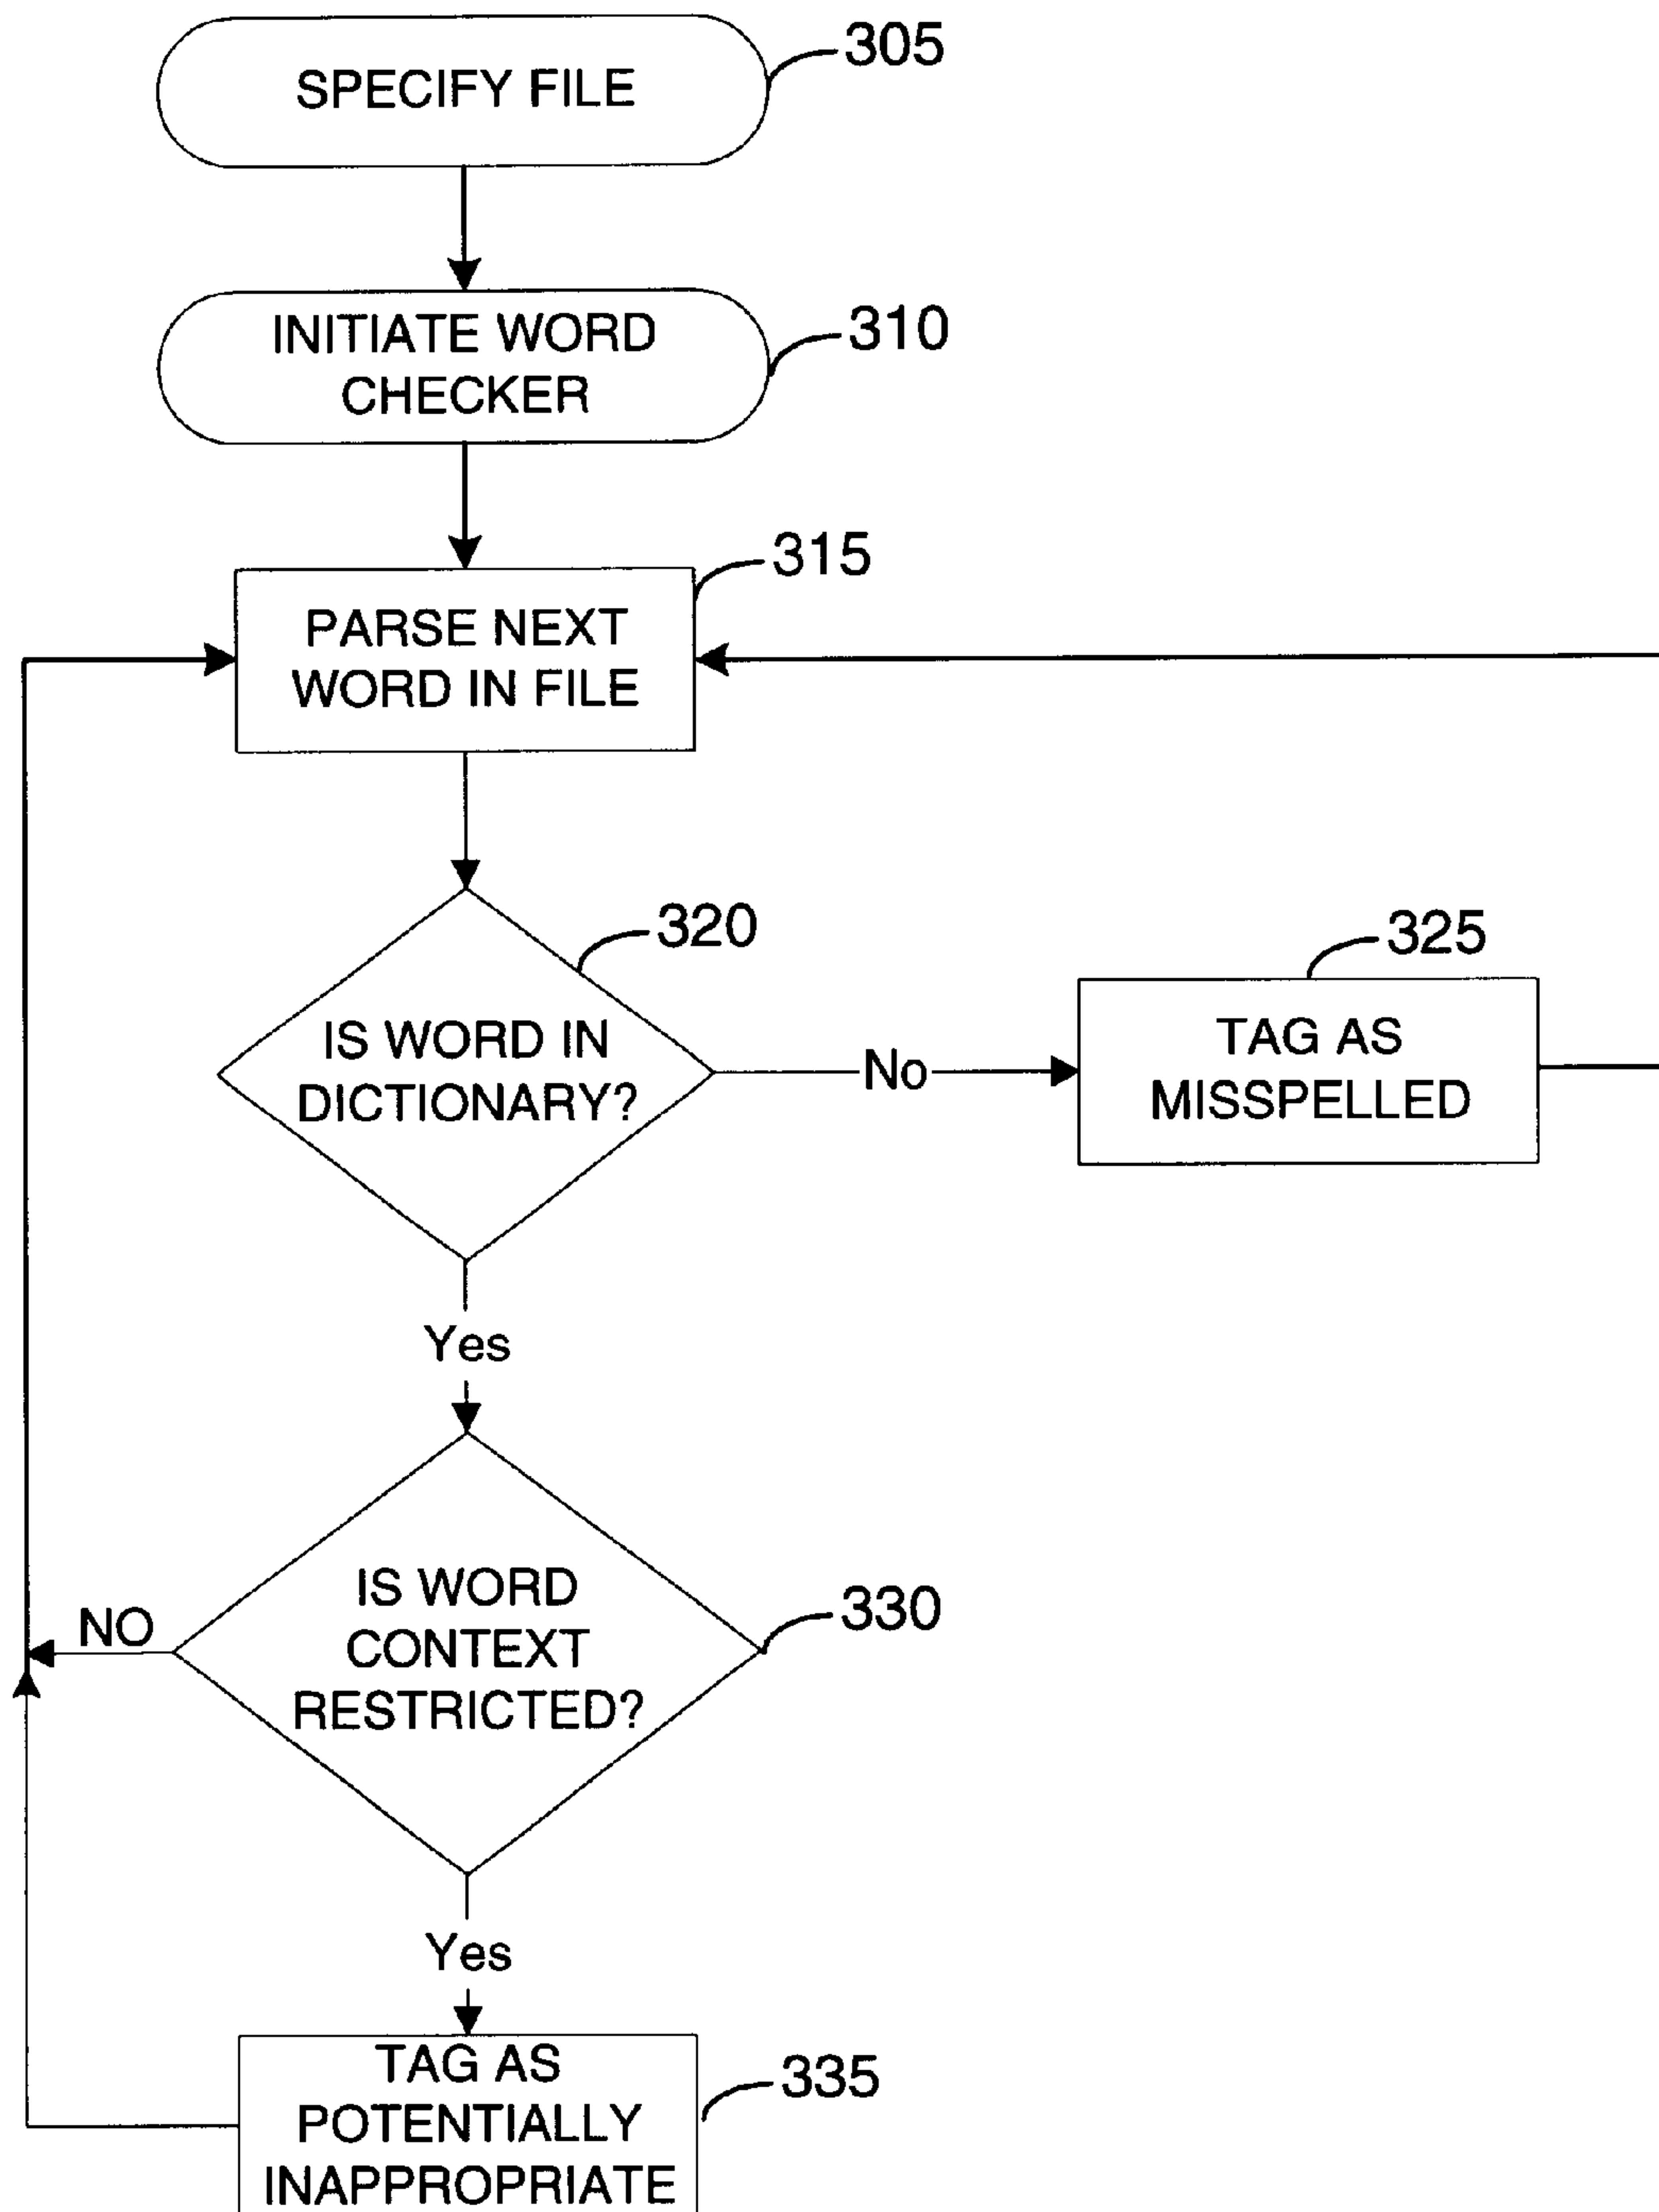 SPECIFY FILE
305
INITIATE WORD
CHECKER
310
PARSE NEXT
WORD IN FILE
315
IS WORD IN
DICTIONARY?
320
No
TAG AS
MISSPELLED
325
Yes
IS WORD
CONTEXT
RESTRICTED?
330
NO
Yes
TAG AS
POTENTIALLY
INAPPROPRIATE
335